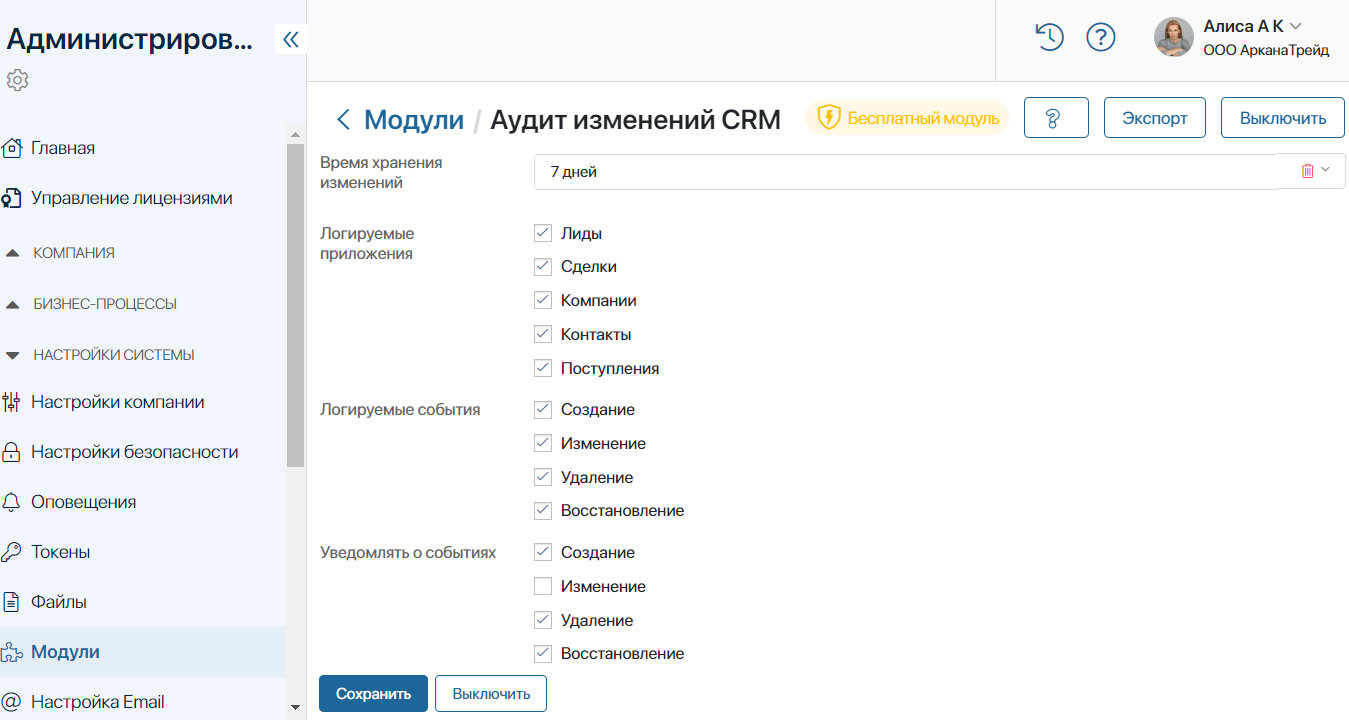 Администриров...
Алиса А К
ООО АрканаТрейд
Главная
Управление лицензиями
КОМПАНИЯ
БИЗНЕС-ПРОЦЕССЫ
НАСТРОЙКИ СИСТЕМЫ
Настройки компании
Настройки безопасности
Оповещения
Токены
Файлы
Модули
Настройка Email
Модули / Аудит изменений CRM
Бесплатный модуль
Экспорт
Выключить
Время хранения
изменений
7 дней
Логируемые
приложения
Лиды
Сделки
Компании
Контакты
Поступления
Логируемые события
Создание
Изменение
Удаление
Восстановление
Уведомлять о событиях
Создание
Изменение
Удаление
Восстановление
Сохранить
Выключить